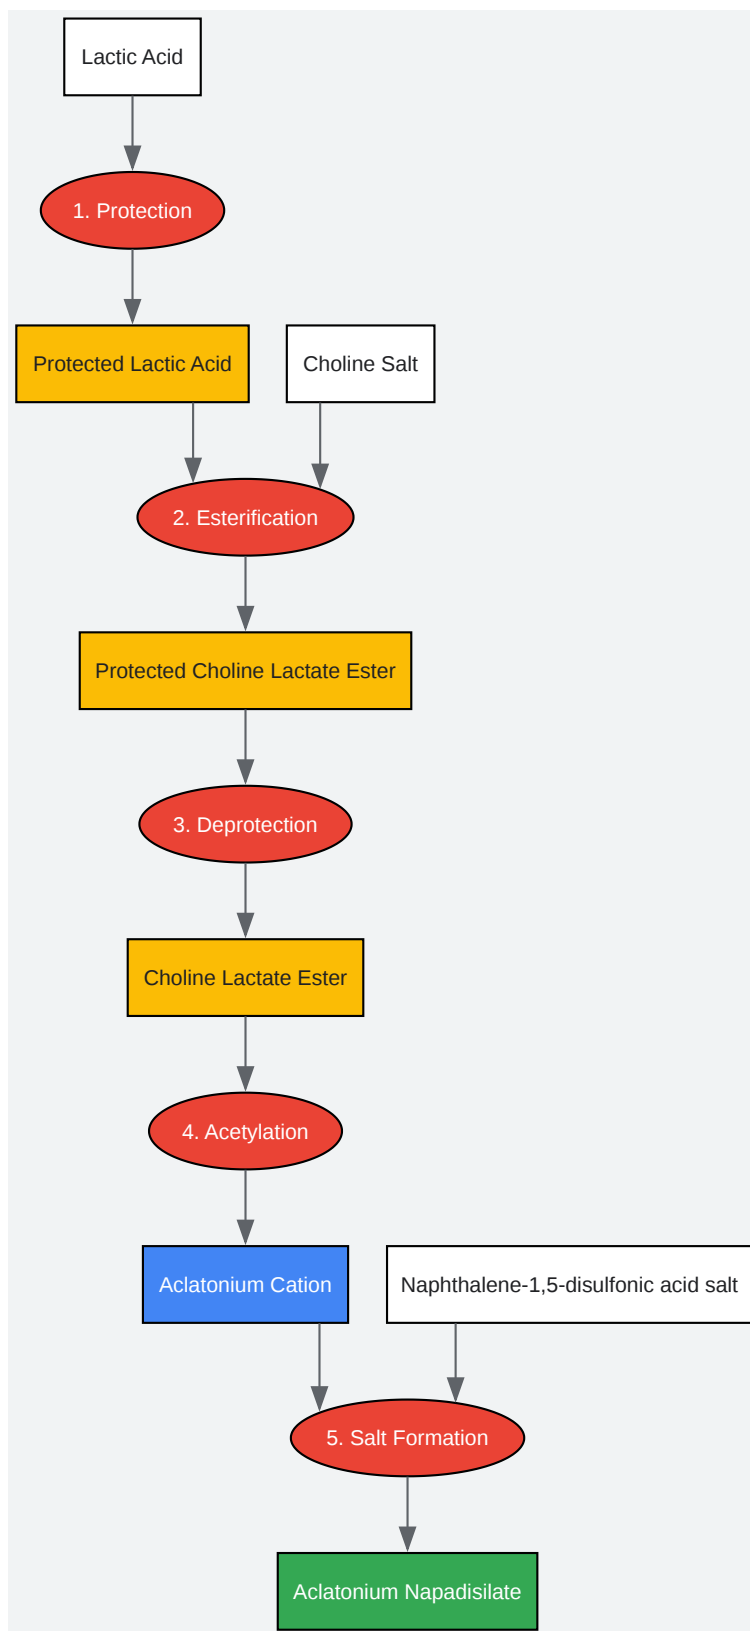 Lactic Acid
1. Protection
Protected Lactic Acid
Choline Salt
2. Esterification
Protected Choline Lactate Ester
3. Deprotection
Choline Lactate Ester
4. Acetylation
Aclatonium Cation
Naphthalene-1,5-disulfonic acid salt
5. Salt Formation
Aclatonium Napadisilate